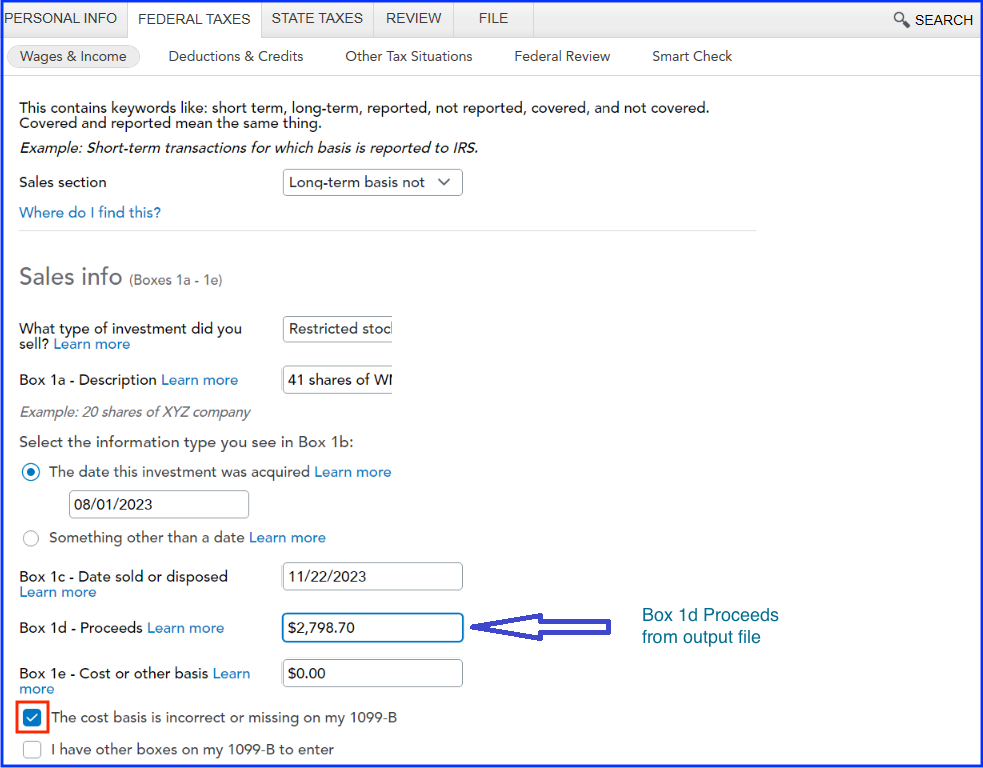 PERSONAL INFO FEDERAL TAXES STATE TAXES REVIEW FILE SEARCH
Wages & Income Deductions & Credits Other Tax Situations Federal Review Smart Check
This contains keywords like: short term, long-term, reported, not reported, covered, and not covered.
Covered and reported mean the same thing.
Example: Short-term transactions for which basis is reported to IRS.
Sales section Long-term basis not
Where do I find this?
Sales info (Boxes 1a - 1e)
What type of investment did you
sell? Learn more
Restricted stoc
Box 1a - Description Learn more 41 shares of
Example: 20 shares of XYZ company
Select the information type you see in Box 1b:
The date this investment was acquired Learn more
08/01/2023
Something other than a date Learn more
Box 1c - Date sold or disposed
Learn more
11/22/2023
Box 1d - Proceeds Learn more $2,798.70
Box 1d Proceeds
from output file
Box 1e - Cost or other basis Learn
more
$0.00
The cost basis is incorrect or missing on my 1099-B
I have other boxes on my 1099-B to enter